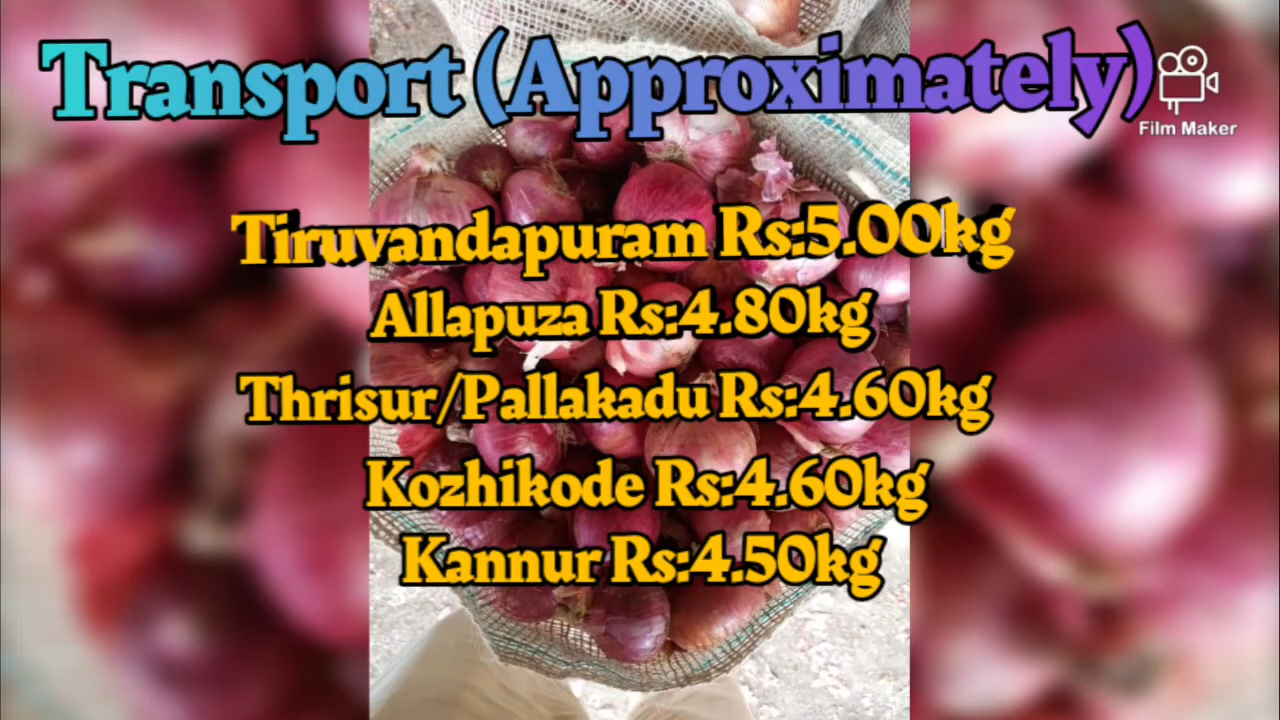 Transport (Approximately)
Film Maker
Tiruvandapuram Rs:5.00kg
Allapuza Rs:4.80kg
Thrisur/Pallakadu Rs:4.60kg
Kozhikode Rs:4.60kg
Kannur Rs:4.50kg